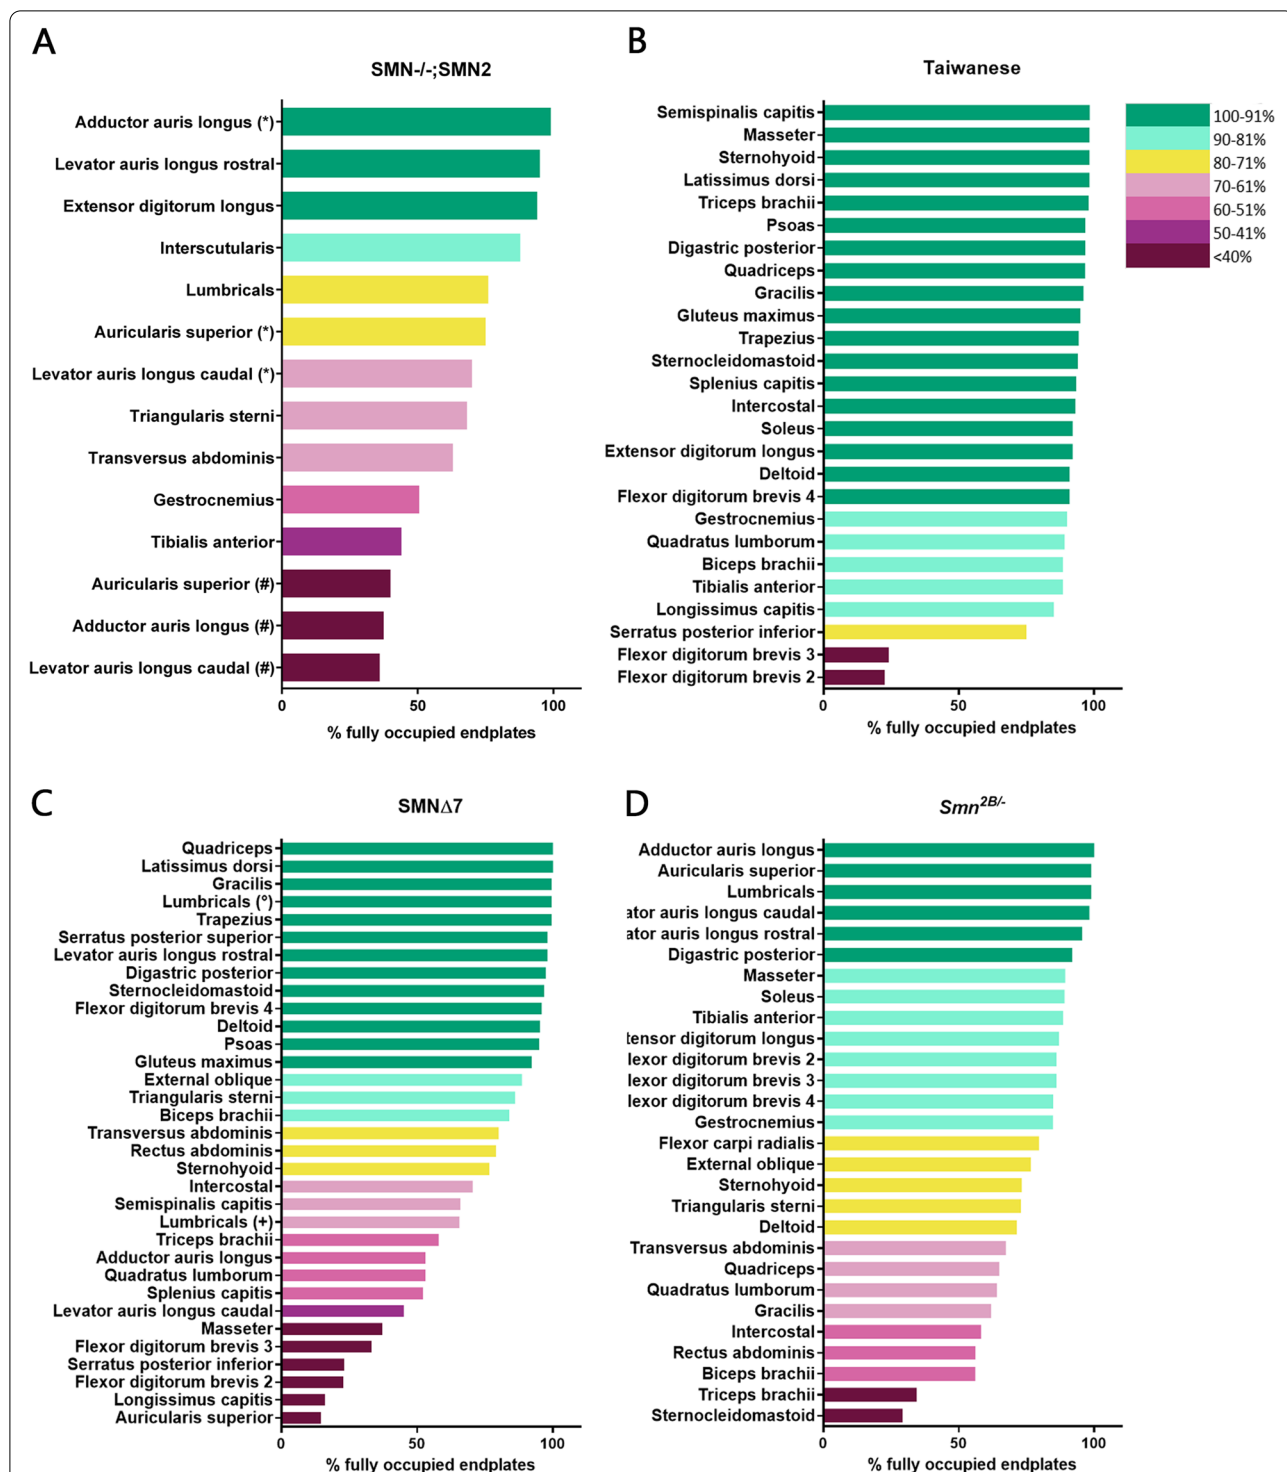 A
SMN-/-;SMN2
Adductor auris longus (*)
Levator auris longus rostral
Extensor digitorum longus
Interscutularis
Lumbricals
Auricularis superior (*)
Levator auris longus caudal (*)
Triangularis sterni
Transversus abdominis
Gestrocnemius
Tibialis anterior
Auricularis superior (#)
Adductor auris longus (#)
Levator auris longus caudal (#)
0 50 100
% fully occupied endplates
B
Taiwanese
Semispinalis capitis
Masseter
Sternohyoid
Latissimus dorsi
Triceps brachii
Psoas
Digastric posterior
Quadriceps
Gracilis
Gluteus maximus
Trapezius
Sternocleidomastoid
Splenius capitis
Intercostal
Soleus
Extensor digitorum longus
Deltoid
Flexor digitorum brevis 4
Gestrocnemius
Quadratus lumborum
Biceps brachii
Tibialis anterior
Longissimus capitis
Serratus posterior inferior
Flexor digitorum brevis 3
Flexor digitorum brevis 2
0 50 100
% fully occupied endplates
100-91%
90-81%
80-71%
70-61%
60-51%
50-41%
<40%
C
SMNΔ7
Quadriceps
Latissimus dorsi
Gracilis
Lumbricals (°)
Trapezius
Serratus posterior superior
Levator auris longus rostral
Digastric posterior
Sternocleidomastoid
Flexor digitorum brevis 4
Deltoid
Psoas
Gluteus maximus
External oblique
Triangularis sterni
Biceps brachii
Transversus abdominis
Rectus abdominis
Sternohyoid
Intercostal
Semispinalis capitis
Lumbricals (+)
Triceps brachii
Adductor auris longus
Quadratus lumborum
Splenius capitis
Levator auris longus caudal
Masseter
Flexor digitorum brevis 3
Serratus posterior inferior
Flexor digitorum brevis 2
Longissimus capitis
Auricularis superior
0 50 100
% fully occupied endplates
D
Smn2B/-
Adductor auris longus
Auricularis superior
Lumbricals
ator auris longus caudal
ator auris longus rostral
Digastric posterior
Masseter
Soleus
Tibialis anterior
tensor digitorum longus
lexor digitorum brevis 2
lexor digitorum brevis 3
lexor digitorum brevis 4
Gestrocnemius
Flexor carpi radialis
External oblique
Sternohyoid
Triangularis sterni
Deltoid
Transversus abdominis
Quadriceps
Quadratus lumborum
Gracilis
Intercostal
Rectus abdominis
Biceps brachii
Triceps brachii
Sternocleidomastoid
0 50 100
% fully occupied endplates